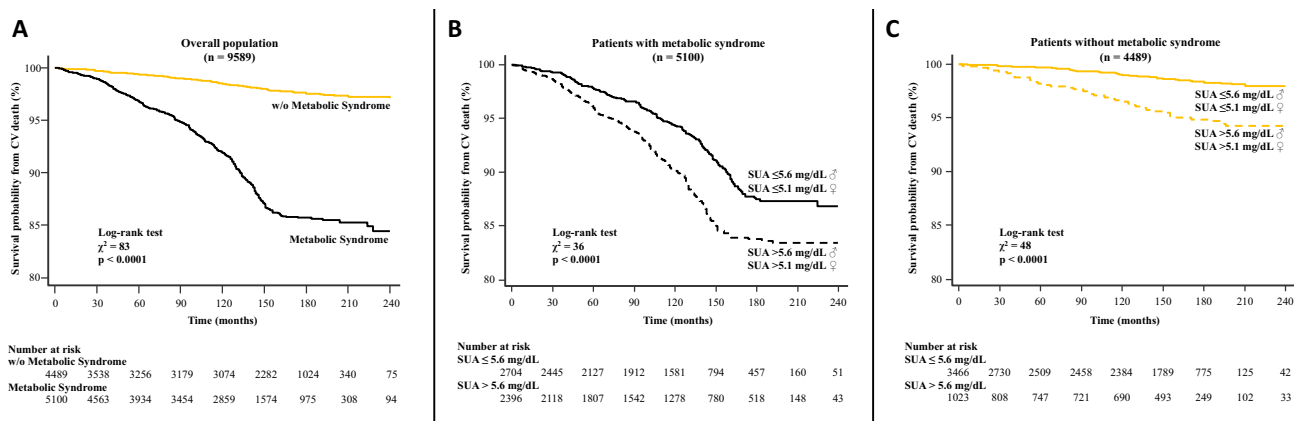 A
Overall population
(n = 9589)
Survival probability from CV death (%)
100
95
90
85
80
w/o Metabolic Syndrome
Metabolic Syndrome
Log-rank test
χ² = 83
p < 0.0001
0 30 60 90 120 150 180 210 240
Time (months)
Number at risk
w/o Metabolic Syndrome
4489 3538 3256 3179 3074 2282 1024 340 75
Metabolic Syndrome
5100 4563 3934 3454 2859 1574 975 308 94
B
Patients with metabolic syndrome
(n = 5100)
Survival probability from CV death (%)
100
95
90
85
80
SUA ≤5.6 mg/dL ♂
SUA ≤5.1 mg/dL ♀
SUA >5.6 mg/dL ♂
SUA >5.1 mg/dL ♀
Log-rank test
χ² = 36
p < 0.0001
0 30 60 90 120 150 180 210 240
Time (months)
Number at risk
SUA ≤ 5.6 mg/dL
2704 2445 2127 1912 1581 794 457 160 51
SUA > 5.6 mg/dL
2396 2118 1807 1542 1278 780 518 148 43
C
Patients without metabolic syndrome
(n = 4489)
Survival probability from CV death (%)
100
95
90
85
80
SUA ≤5.6 mg/dL ♂
SUA ≤5.1 mg/dL ♀
SUA >5.6 mg/dL ♂
SUA >5.1 mg/dL ♀
Log-rank test
χ² = 48
p < 0.0001
0 30 60 90 120 150 180 210 240
Time (months)
Number at risk
SUA ≤ 5.6 mg/dL
3466 2730 2509 2458 2384 1789 775 125 42
SUA > 5.6 mg/dL
1023 808 747 721 690 493 249 102 33